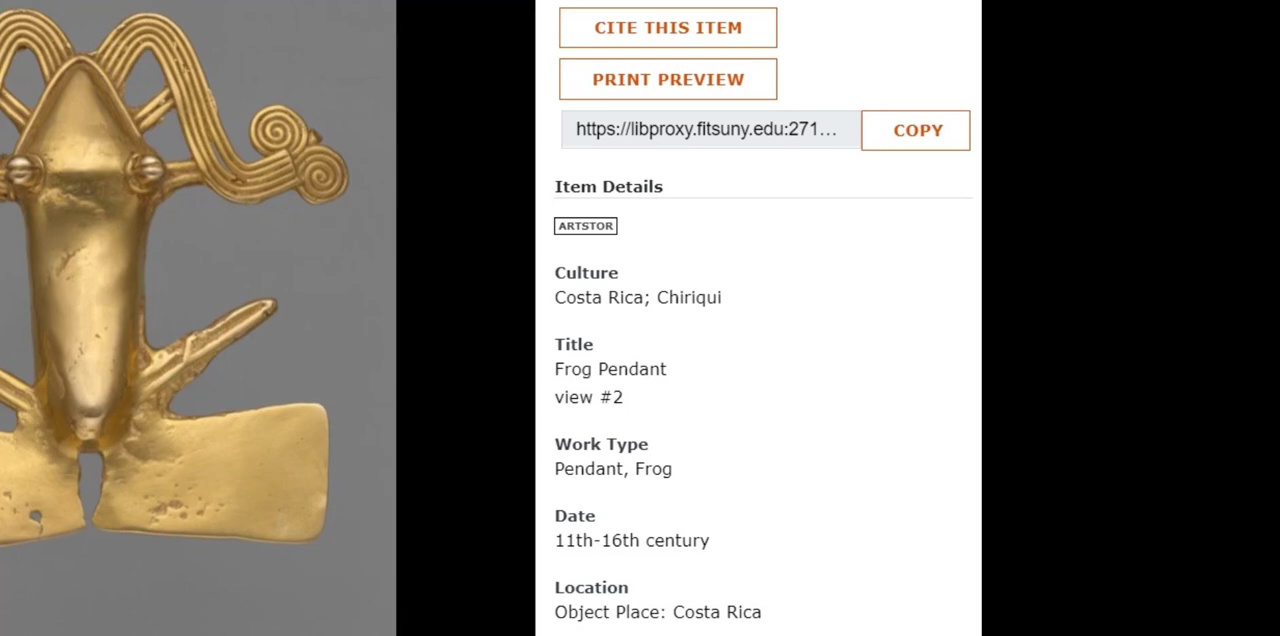 CITE THIS ITEM
PRINT PREVIEW
https://libproxy.fitsuny.edu:271...
COPY
Item Details
ARTSTOR
Culture
Costa Rica; Chiriqui
Title
Frog Pendant
view #2
Work Type
Pendant, Frog
Date
11th-16th century
Location
Object Place: Costa Rica